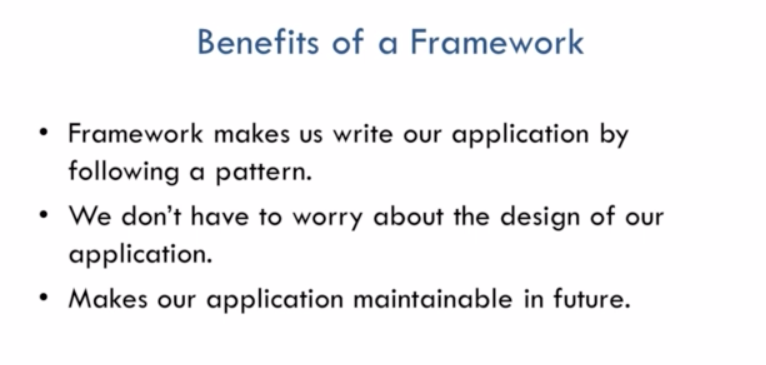 Benefits of a Framework
• Framework makes us write our application by
following a pattern.
• We don't have to worry about the design of our
application.
• Makes our application maintainable in future.